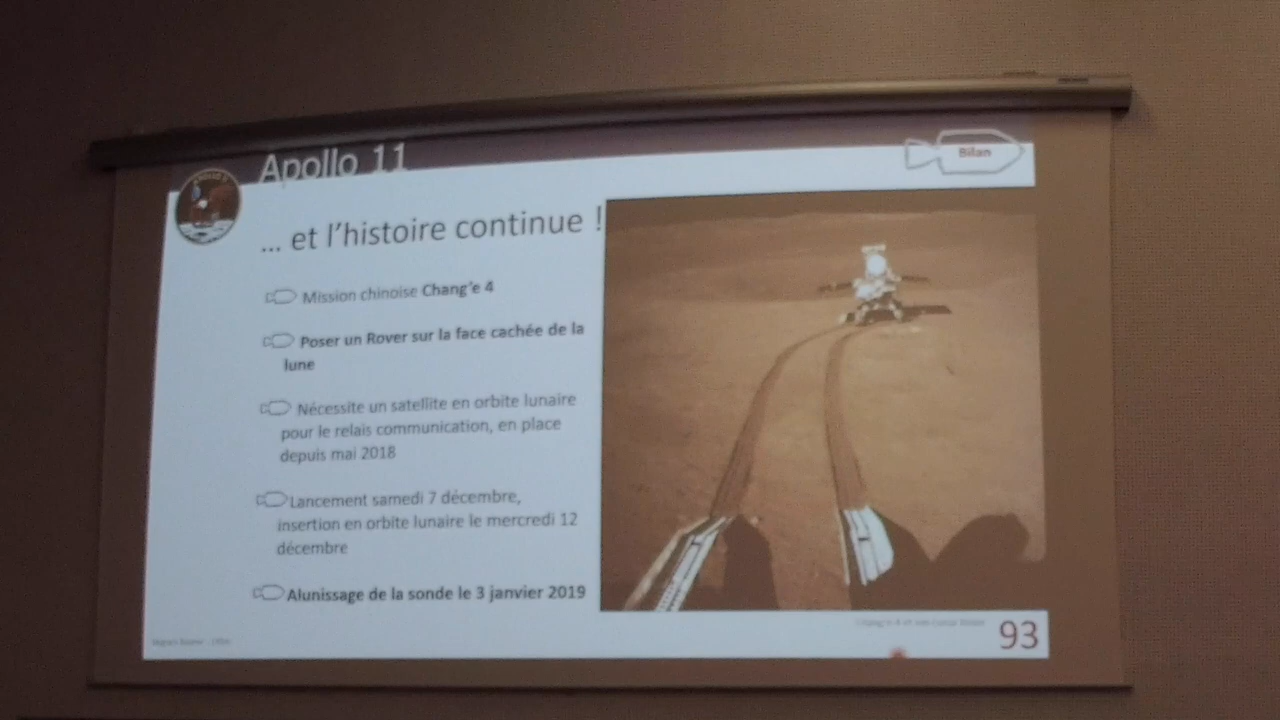 Apollo 11
Bilan
... et l'histoire continue !
Mission chinoise Chang'e 4
Poser un Rover sur la face cachée de la
lune
Nécessite un satellite en orbite lunaire
pour le relais communication, en place
depuis mai 2018
Lancement samedi 7 décembre,
insertion en orbite lunaire le mercredi 12
décembre
Alunissage de la sonde le 3 janvier 2019
93